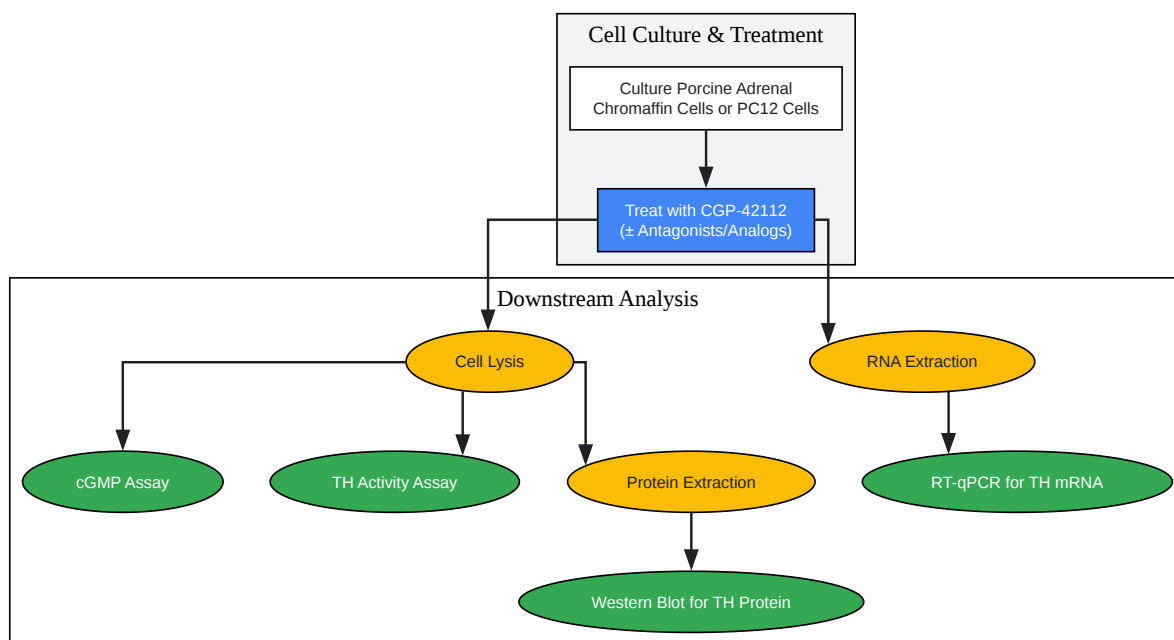 Cell Culture & Treatment
Culture Porcine Adrenal
Chromaffin Cells or PC12 Cells
Treat with CGP-42112
(± Antagonists/Analogs)
Downstream Analysis
Cell Lysis
RNA Extraction
cGMP Assay
TH Activity Assay
Protein Extraction
RT-qPCR for TH mRNA
Western Blot for TH Protein